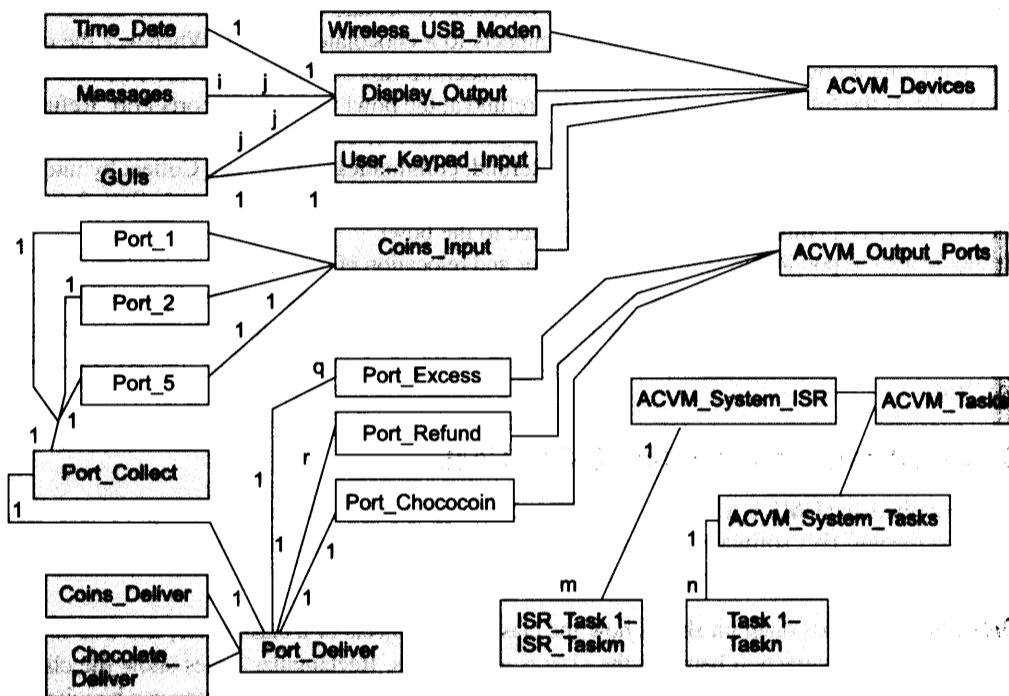 Time_Date
1
Wireless_USB_Moden
Massages
i
j
1
Display_Output
ACVM_Devices
j
GUIs
User_Keypad_Input
1
1
1
Port_1
Coins_Input
ACVM_Output_Ports
1
Port_2
1
1
Port_5
q
Port_Excess
1
1
ACVM_System_ISR
ACVM_Tasks
Port_Refund
r
1
Port_Collect
1
1
Port_Chococoin
ACVM_System_Tasks
1
1
1
Coins_Deliver
1
1
m
n
Chocolate_
Deliver
Port_Deliver
ISR_Task 1–
ISR_Taskm
Task 1–
Taskn